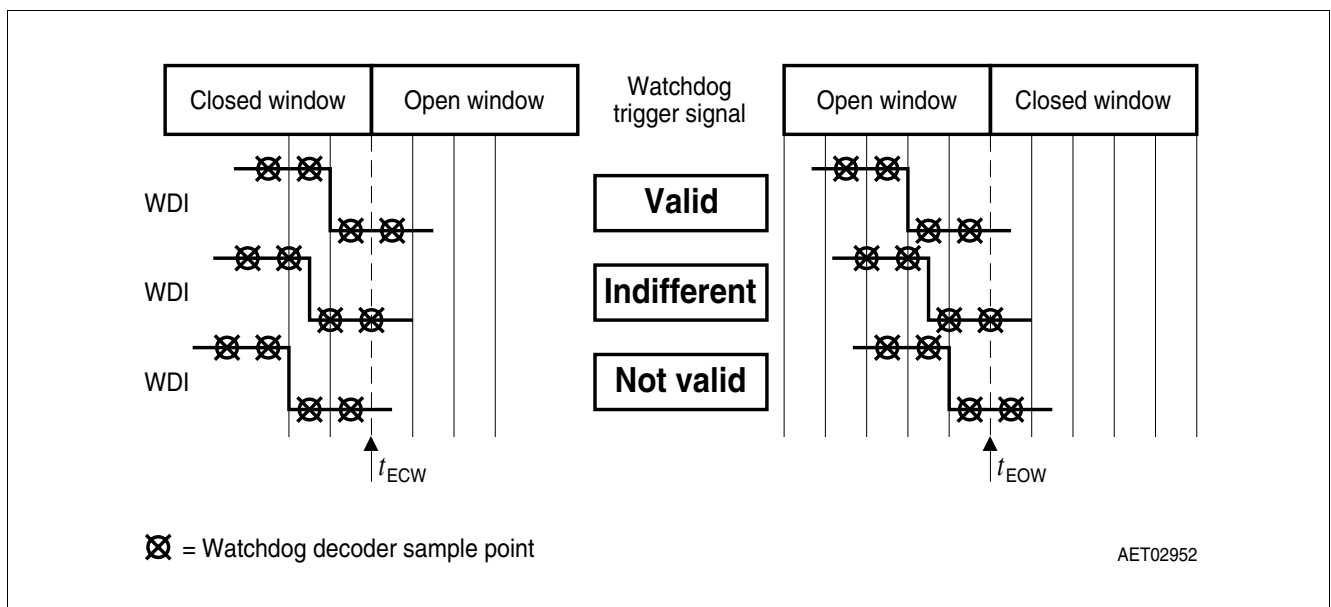 Closed window
Open window
Watchdog
trigger signal
Open window
Closed window
WDI
Valid
WDI
Indifferent
WDI
Not valid
tECW
tEOW
= Watchdog decoder sample point
AET02952